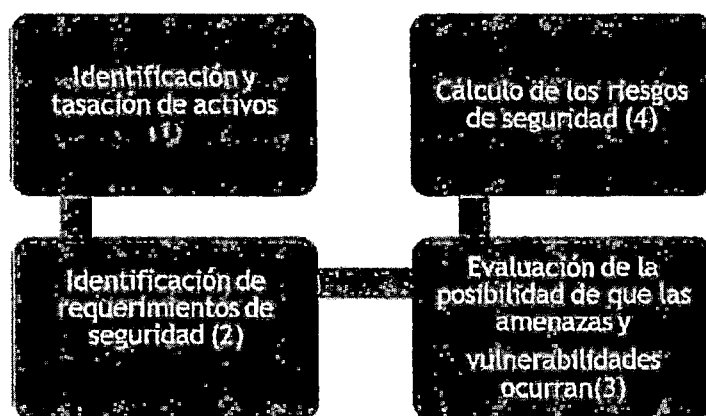 Identificación y
tasación de activos
(1)
Identificación de
requerimientos de
seguridad (2)
Evaluación de la
posibilidad de que las
amenazas y
vulnerabilidades
ocurran(3)
Cálculo de los riesgos
de seguridad (4)